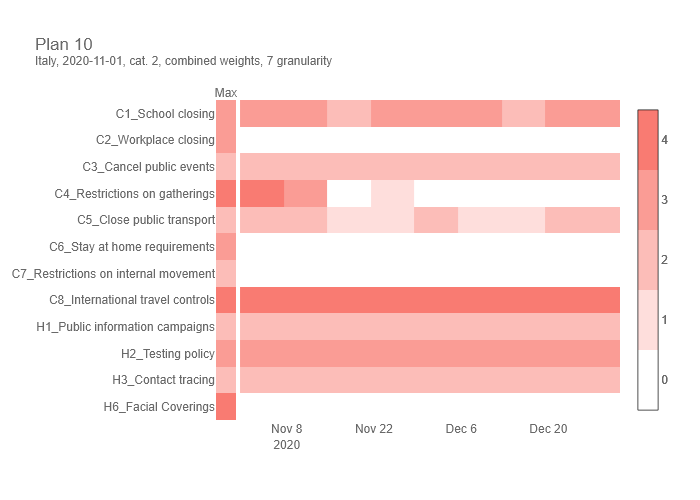 Plan 10
Italy, 2020-11-01, cat. 2, combined weights, 7 granularity
Max
C1_School closing
C2_Workplace closing
C3_Cancel public events
C4_Restrictions on gatherings
C5_Close public transport
C6_Stay at home requirements
C7_Restrictions on internal movement
C8_International travel controls
H1_Public information campaigns
H2_Testing policy
H3_Contact tracing
H6_Facial Coverings
Nov 8
2020
Nov 22
Dec 6
Dec 20
4
3
2
1
0